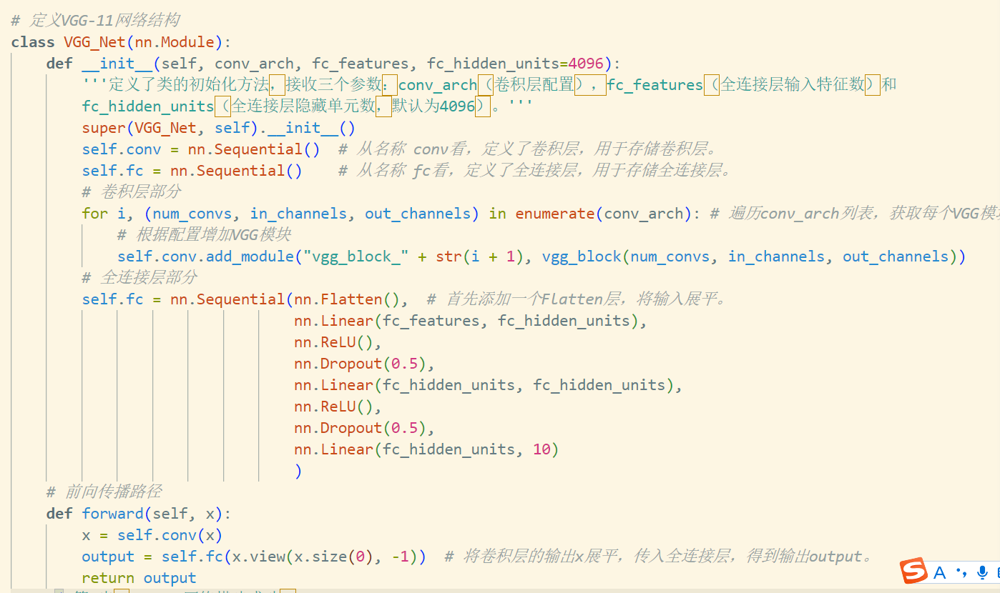 # 定义VGG-11网络结构
class VGG_Net(nn.Module):
    def __init__(self, conv_arch, fc_features, fc_hidden_units=4096):
        '''定义了类的初始化方法，接收三个参数：conv_arch（卷积层配置），fc_features（全连接层输入特征数）和
        fc_hidden_units（全连接层隐藏单元数，默认为4096）。'''
        super(VGG_Net, self).__init__()
        self.conv = nn.Sequential()  # 从名称 conv看，定义了卷积层，用于存储卷积层。
        self.fc = nn.Sequential()    # 从名称 fc看，定义了全连接层，用于存储全连接层。
        # 卷积层部分
        for i, (num_convs, in_channels, out_channels) in enumerate(conv_arch): # 遍历conv_arch列表，获取每个VGG模
            # 根据配置增加VGG模块
            self.conv.add_module("vgg_block_" + str(i + 1), vgg_block(num_convs, in_channels, out_channels))
        # 全连接层部分
        self.fc = nn.Sequential(nn.Flatten(),  # 首先添加一个Flatten层，将输入展平。
                                nn.Linear(fc_features, fc_hidden_units),
                                nn.ReLU(),
                                nn.Dropout(0.5),
                                nn.Linear(fc_hidden_units, fc_hidden_units),
                                nn.ReLU(),
                                nn.Dropout(0.5),
                                nn.Linear(fc_hidden_units, 10)
                                )
    # 前向传播路径
    def forward(self, x):
        x = self.conv(x)
        output = self.fc(x.view(x.size(0), -1))  # 将卷积层的输出x展平，传入全连接层，得到输出output。
        return output
S A